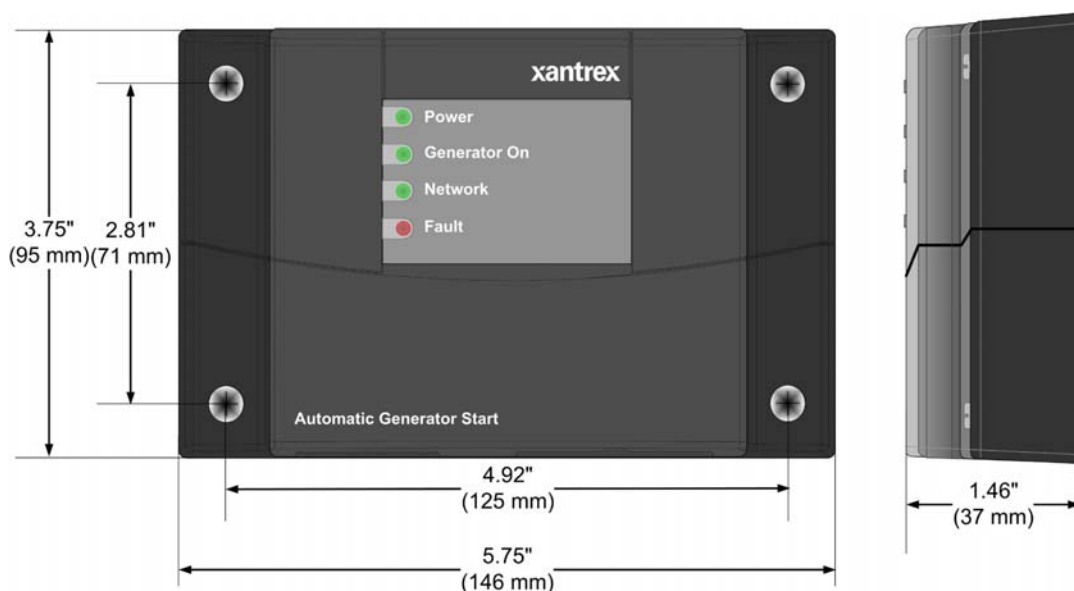 xantrex
Power
Generator On
Network
Fault
3.75"
(95 mm)
2.81"
(71 mm)
Automatic Generator Start
4.92"
(125 mm)
1.46"
(37 mm)
5.75"
(146 mm)